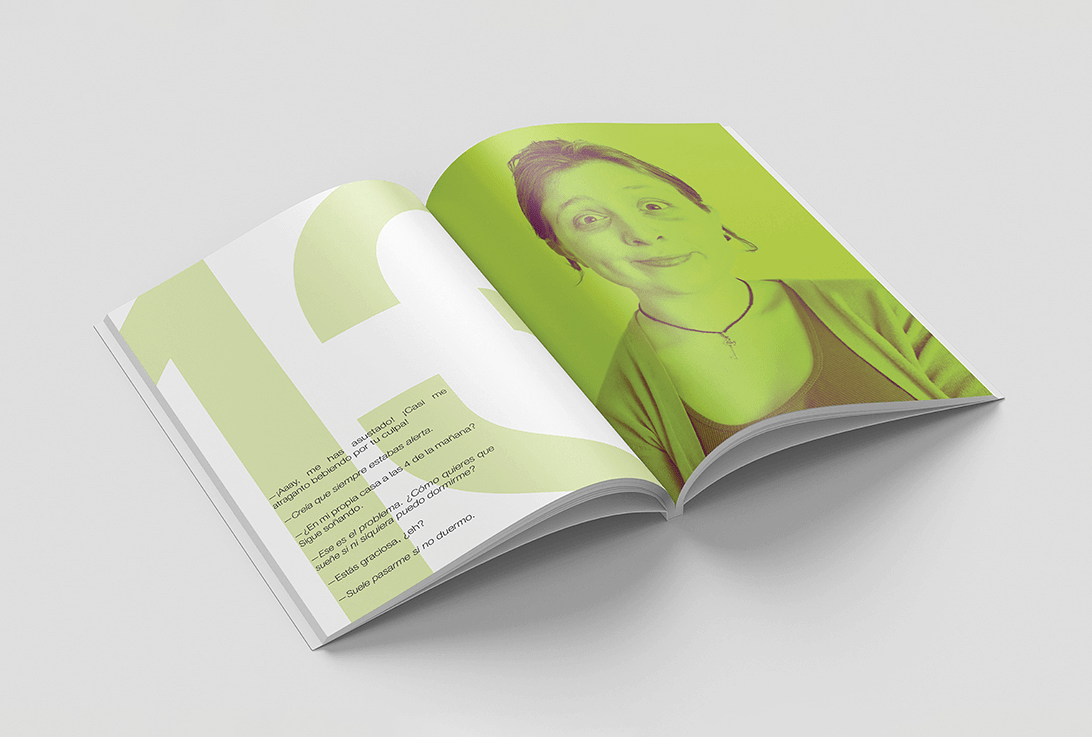 13
—¡Aaay, me has asustado! ¡Casi me
atraganto bebiendo por tu culpa!
—Creía que siempre estabas alerta.
—¿En mi propia casa a las 4 de la mañana?
Sigue soñando.
—Ese es el problema. ¿Cómo quieres que
sueñe si ni siquiera puedo dormirme?
—Estás graciosa, ¿eh?
—Suele pasarme si no duermo.